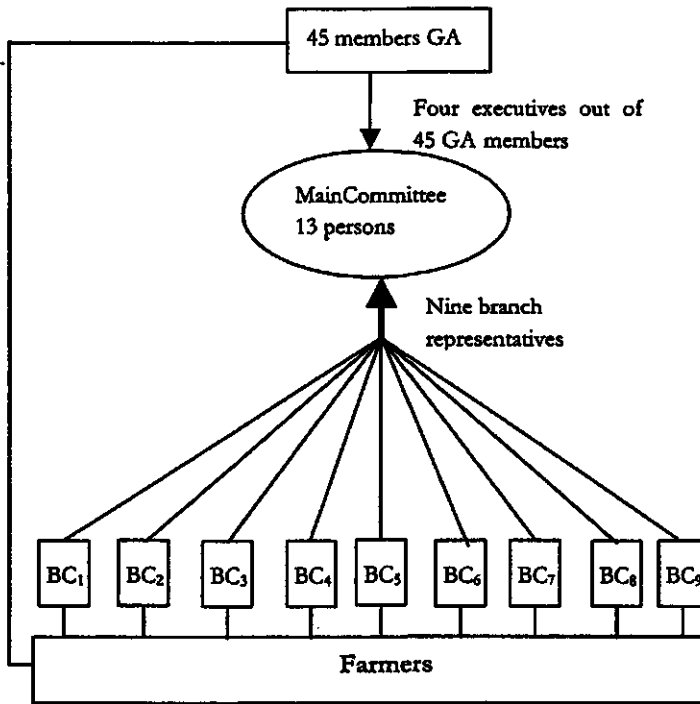 45 members GA
Four executives out of
45 GA members
MainCommittee
13 persons
Nine branch
representatives
BC₁ BC₂ BC₃ BC₄ BC₅ BC₆ BC₇ BC₈ BC₉
Farmers